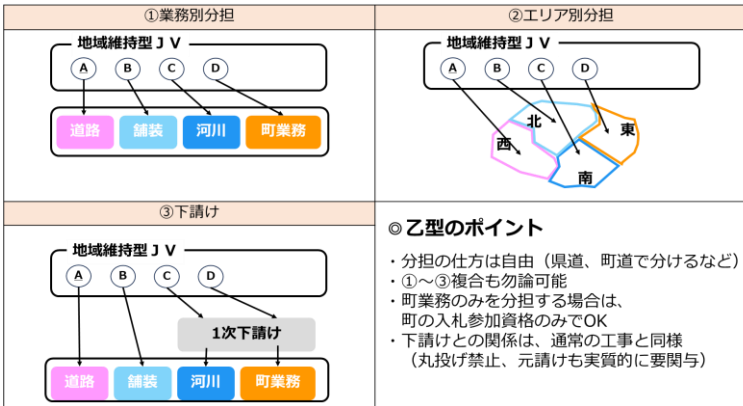 ①業務別分担
地域維持型ＪＶ
A B C D
道路 舗装 河川 町業務
②エリア別分担
地域維持型ＪＶ
A B C D
北
東
西
南
③下請け
地域維持型ＪＶ
A B C D
1次下請け
道路 舗装 河川 町業務
◎乙型のポイント
・分担の仕方は自由（県道、町道で分けるなど）
・①～③複合も勿論可能
・町業務のみを分担する場合は、
町の入札参加資格のみでOK
・下請けとの関係は、通常の工事と同様
（丸投げ禁止、元請けも実質的に要関与）